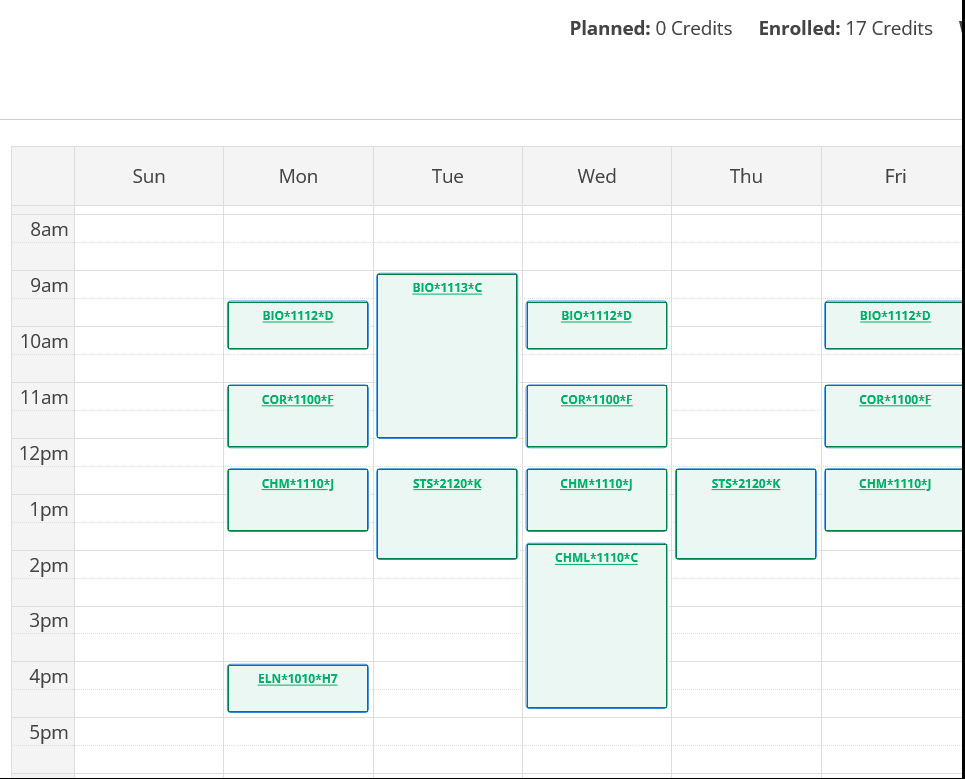 Planned: 0 Credits Enrolled: 17 Credits
Sun Mon Tue Wed Thu Fri
8am
9am
BIO*1113*C
BIO*1112*D BIO*1112*D BIO*1112*D
10am
11am
COR*1100*F COR*1100*F COR*1100*F
12pm
CHM*1110*J STS*2120*K CHM*1110*J STS*2120*K CHM*1110*J
1pm
CHML*1110*C
2pm
3pm
4pm
ELN*1010*H7
5pm